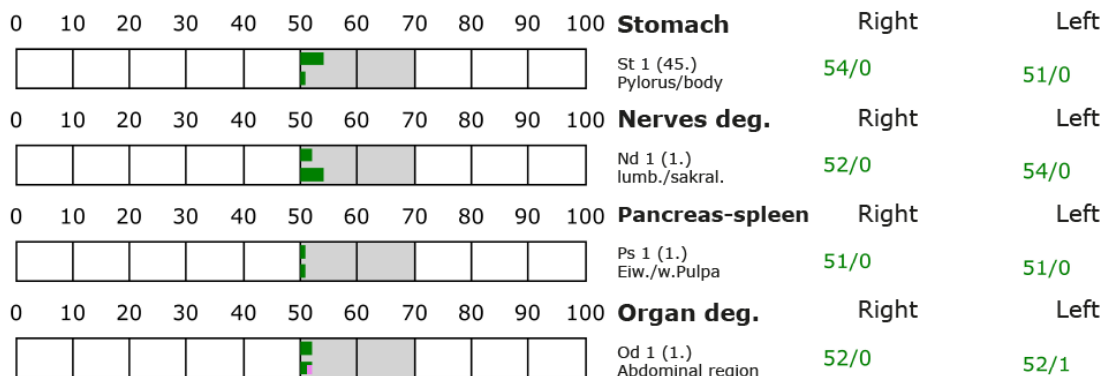 0 10 20 30 40 50 60 70 80 90 100 Stomach Right Left
St 1 (45.) 54/0 51/0
Pylorus/body
0 10 20 30 40 50 60 70 80 90 100 Nerves deg. Right Left
Nd 1 (1.) 52/0 54/0
lumb./sakral.
0 10 20 30 40 50 60 70 80 90 100 Pancreas-spleen Right Left
Ps 1 (1.) 51/0 51/0
Eiw./w.Pulpa
0 10 20 30 40 50 60 70 80 90 100 Organ deg. Right Left
Od 1 (1.) 52/0 52/1
Abdominal region